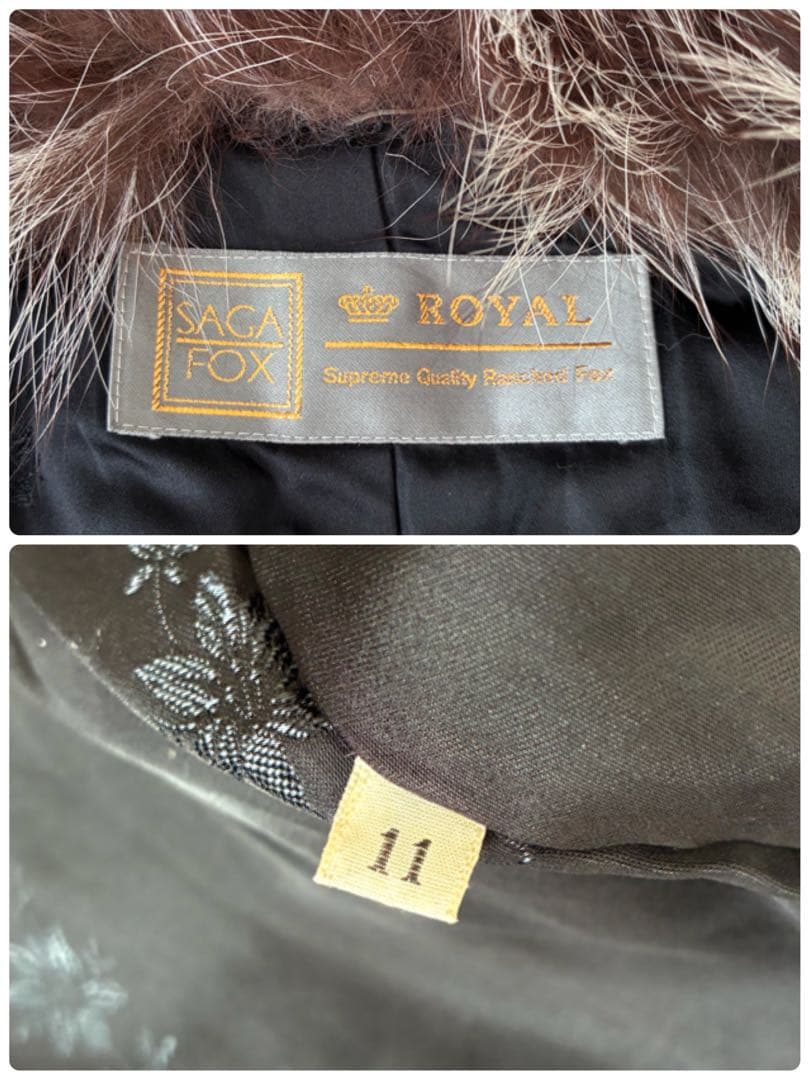 SAGA
FOX
ROYAL
Supreme Quality Ranched Fox
11